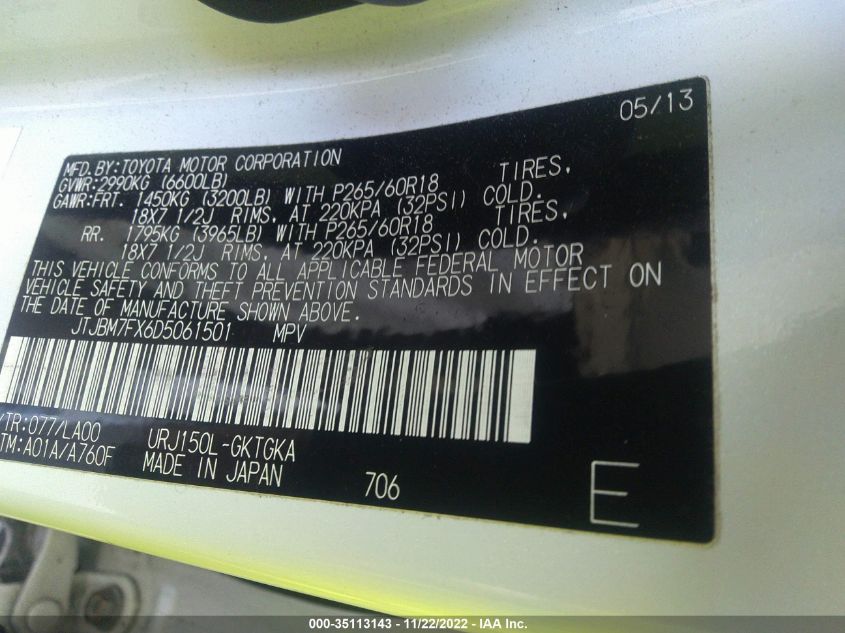 05/13
MFD.BY:TOYOTA MOTOR CORPORATION
GVWR:2990KG (6600LB)
GAWR:FRT. 1450KG (3200LB) WITH P265/60R18 TIRES,
18X7 1/2J RIMS, AT 220KPA (32PSI) COLD.
RR. 1795KG (3965LB) WITH P265/60R18 TIRES,
18X7 1/2J RIMS, AT 220KPA (32PSI) COLD.
THIS VEHICLE CONFORMS TO ALL APPLICABLE FEDERAL MOTOR
VEHICLE SAFETY AND THEFT PREVENTION STANDARDS IN EFFECT ON
THE DATE OF MANUFACTURE SHOWN ABOVE.
JTJBM7FX6D5061501 MPV
/TR:077/LA00 URJ150L-GKTGKA
TM:A01A/A760F MADE IN JAPAN 706
E
000-35113143 - 11/22/2022 - IAA Inc.